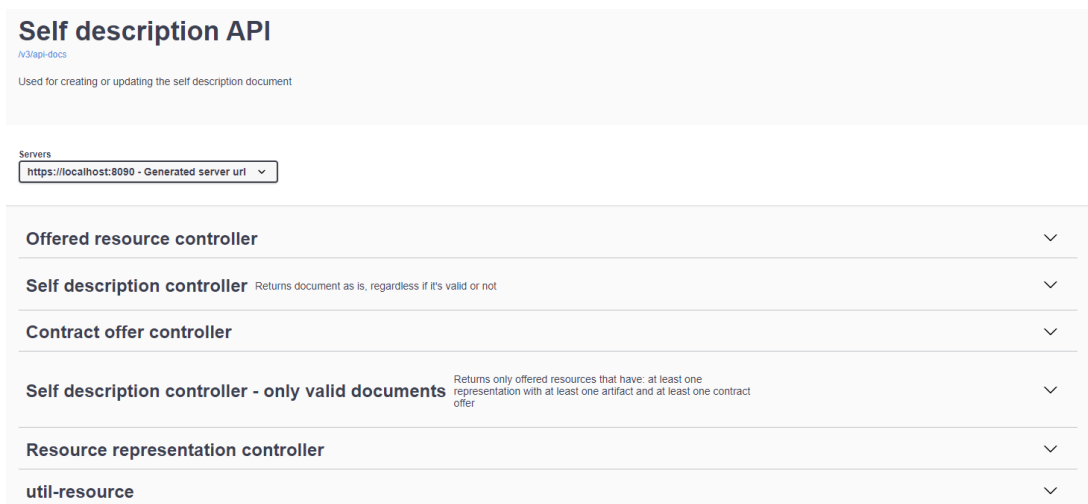 Self description API
/v3/api-docs
Used for creating or updating the self description document
Servers
https://localhost:8090 - Generated server url
Offered resource controller
Self description controller Returns document as is, regardless if it's valid or not
Contract offer controller
Self description controller - only valid documents
Returns only offered resources that have: at least one
representation with at least one artifact and at least one contract
offer
Resource representation controller
util-resource